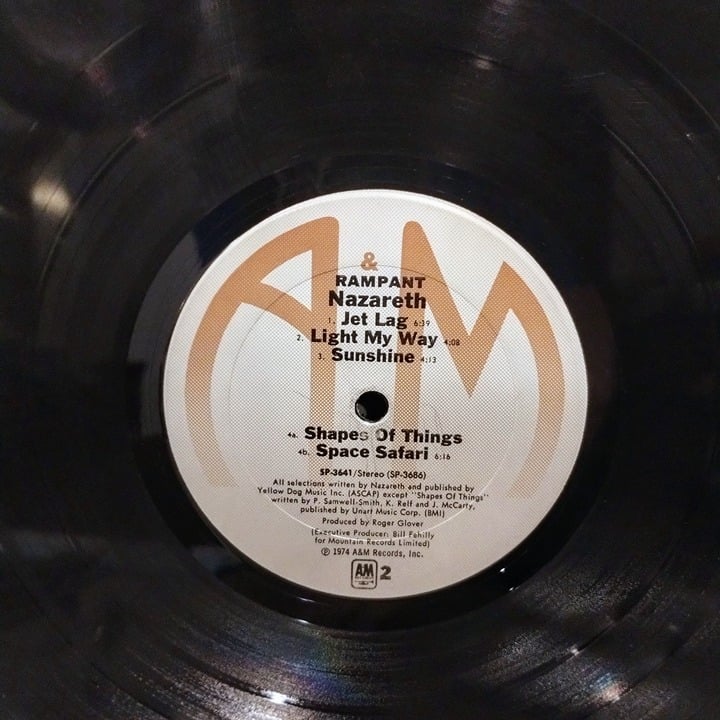 A&M
RAMPANT
Nazareth
1. Jet Lag 6:39
2. Light My Way 4:08
3. Sunshine 4:13
4a. Shapes Of Things
4b. Space Safari 6:16
SP-3641/Stereo (SP-3686)
All selections written by Nazareth and published by
Yellow Dog Music Inc. (ASCAP) except "Shapes Of Things"
written by P. Samwell-Smith, K. Relf and J. McCarty,
published by Unart Music Corp. (BMI)
Produced by Roger Glover
(Executive Producer: Bill Fehilly
for Mountain Records Limited)
℗ 1974 A&M Records, Inc.
A&M 2